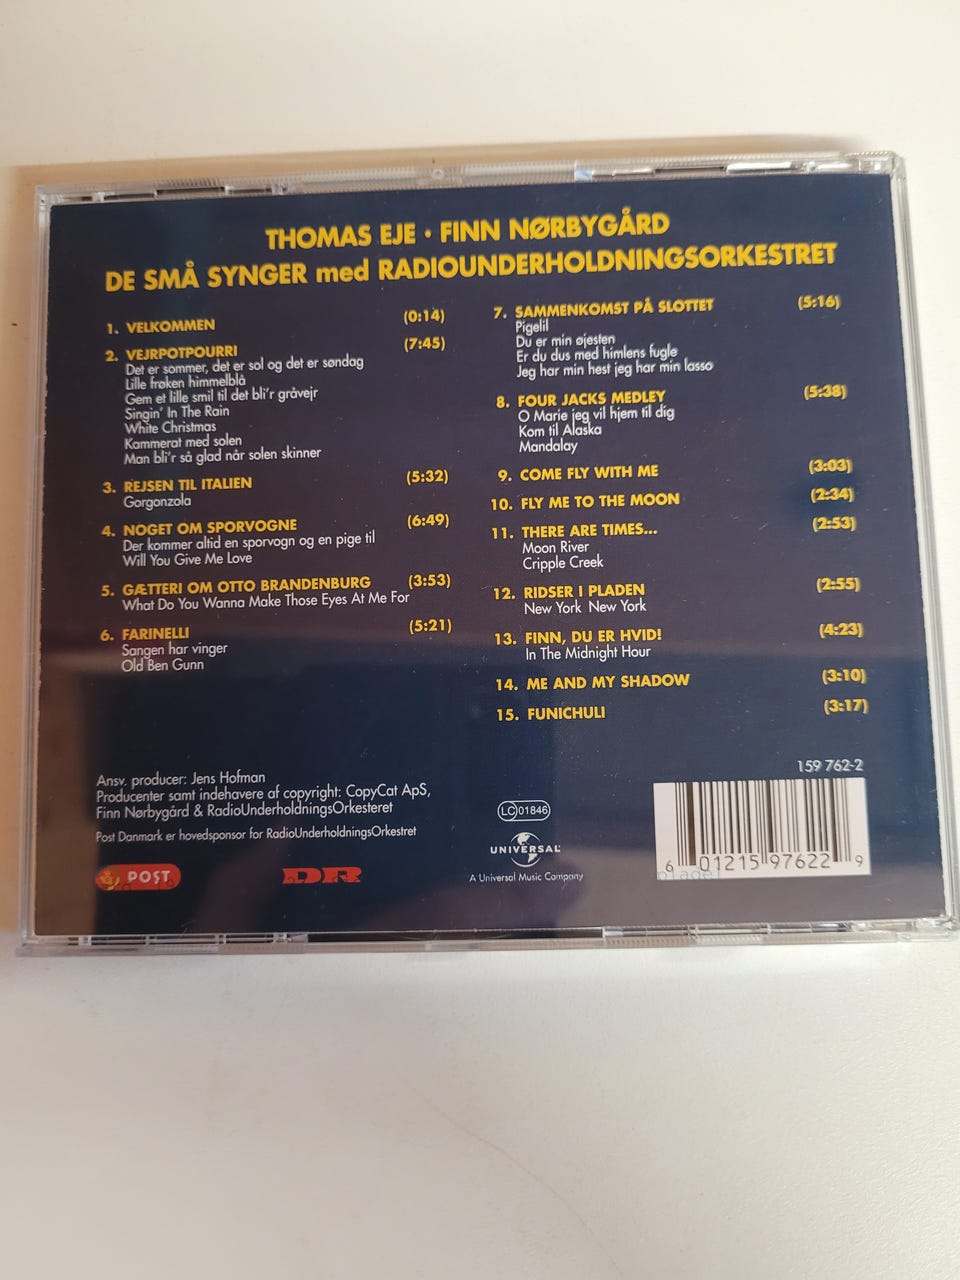 THOMAS EJE · FINN NØRBYGÅRD
DE SMÅ SYNGER med RADIOUNDERHOLDNINGSORKESTRET
1. VELKOMMEN (0:14)
2. VEJRPOTPOURRI (7:45)
Det er sommer, det er sol og det er søndag
Lille frøken himmelblå
Gem et lille smil til det bli'r gråvejr
Singin' In The Rain
White Christmas
Kammerat med solen
Man bli'r så glad når solen skinner
3. REJSEN TIL ITALIEN (5:32)
Gorgonzola
4. NOGET OM SPORVOGNE (6:49)
Der kommer altid en sporvogn og en pige til
Will You Give Me Love
5. GÆTTERI OM OTTO BRANDENBURG (3:53)
What Do You Wanna Make Those Eyes At Me For
6. FARINELLI (5:21)
Sangen har vinger
Old Ben Gunn
7. SAMMENKOMST PÅ SLOTTET (5:16)
Pigelil
Du er min øjesten
Er du dus med himlens fugle
Jeg har min hest jeg har min lasso
8. FOUR JACKS MEDLEY (5:38)
O Marie jeg vil hjem til dig
Kom til Alaska
Mandalay
9. COME FLY WITH ME (3:03)
10. FLY ME TO THE MOON (2:34)
11. THERE ARE TIMES... (2:53)
Moon River
Cripple Creek
12. RIDSER I PLADEN (2:55)
New York New York
13. FINN, DU ER HVID! (4:23)
In The Midnight Hour
14. ME AND MY SHADOW (3:10)
15. FUNICHULI (3:17)
Ansv. producer: Jens Hofman
Producenter samt indehavere af copyright: CopyCat ApS,
Finn Nørbygård & RadioUnderholdningsOrkesteret
Post Danmark er hovedsponsor for RadioUnderholdningsOrkestret
POST
DR
LC 01846
UNIVERSAL
A Universal Music Company
159 762-2
6 01215 97622 9